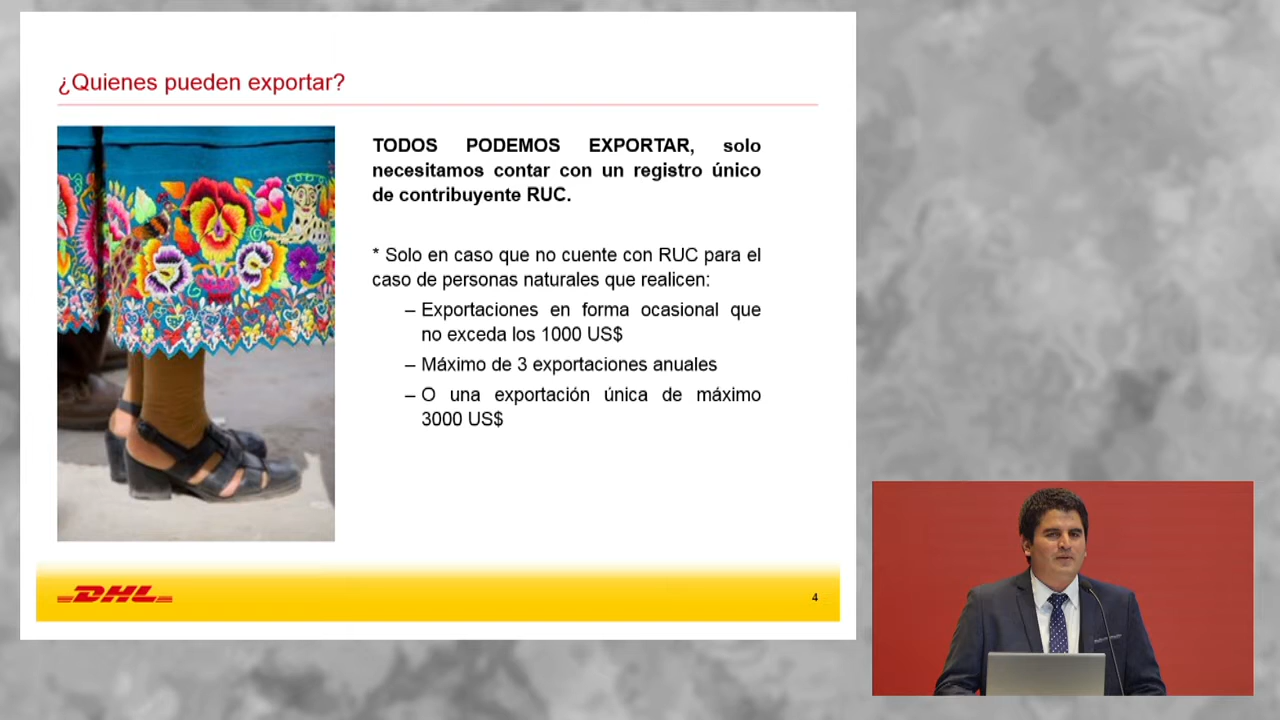 ¿Quienes pueden exportar?
TODOS PODEMOS EXPORTAR, solo
necesitamos contar con un registro único
de contribuyente RUC.
* Solo en caso que no cuente con RUC para el
caso de personas naturales que realicen:
– Exportaciones en forma ocasional que
no exceda los 1000 US$
– Máximo de 3 exportaciones anuales
– O una exportación única de máximo
3000 US$
DHL
4